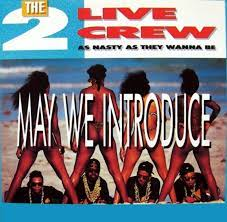 THE
2 LIVE
CREW
AS NASTY AS THEY WANNA BE
MAY WE INTRODUCE